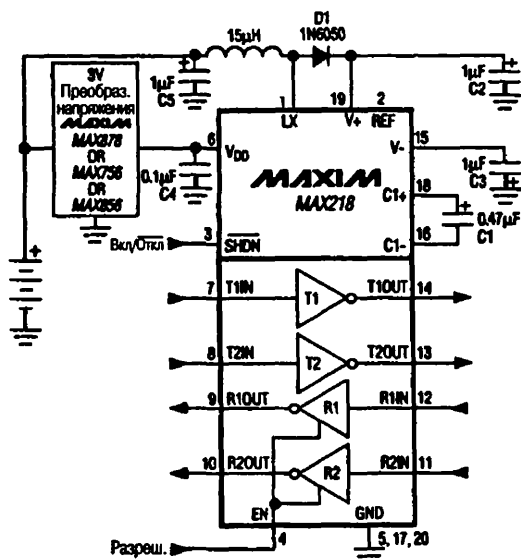 15µH
D1
1N6050
1µF
C5
1µF
C2
3V
Преобраз.
напряжения
MAXIM
MAX878
OR
MAX756
OR
MAX856
1
LX
19
V+
2
REF
6
VDD
0.1µF
C4
MAXIM
MAX218
V-
15
1µF
C3
C1+
18
0.47µF
C1
C1-
16
Вкл/Откл
3
SHDN
7
T1IN
T1
T1OUT
14
8
T2IN
T2
T2OUT
13
9
R1OUT
R1
R1IN
12
10
R2OUT
R2
R2IN
11
EN
GND
4
5, 17, 20
Разреш.